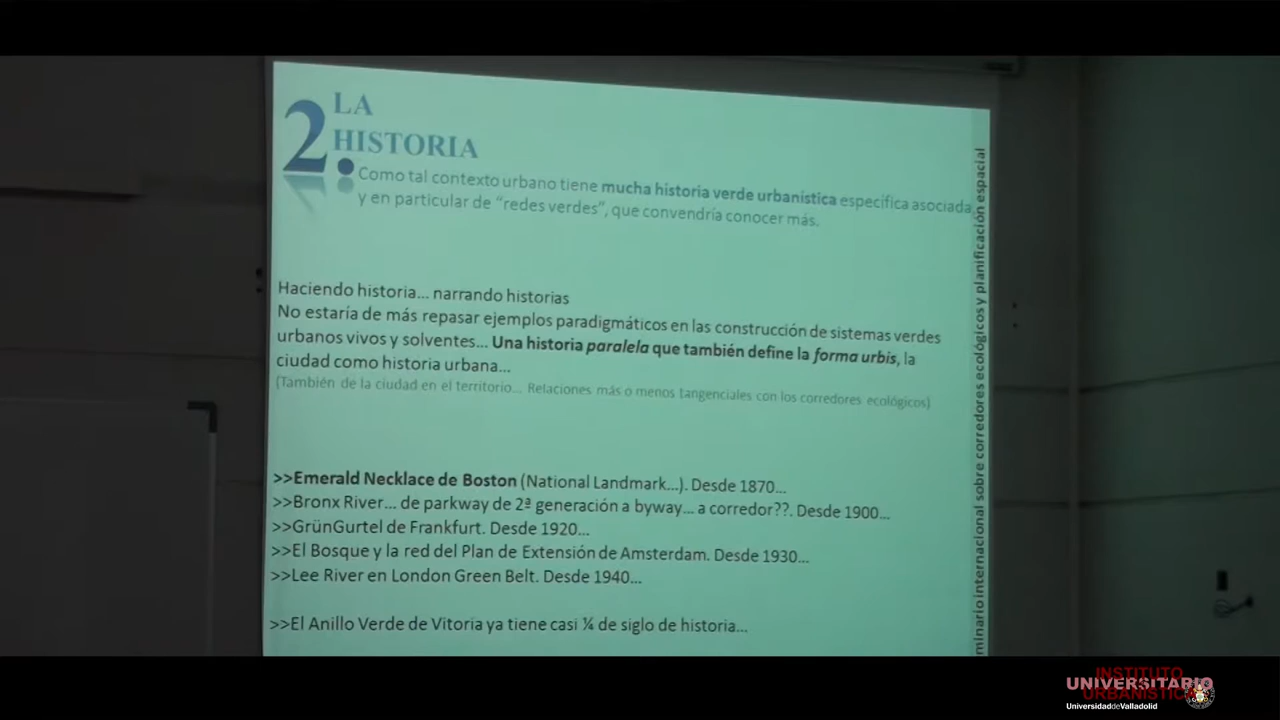 2.
LA
HISTORIA
Como tal contexto urbano tiene mucha historia verde urbanística específica asociada,
y en particular de “redes verdes”, que convendría conocer más.
Haciendo historia... narrando historias
No estaría de más repasar ejemplos paradigmáticos en las construcción de sistemas verdes
urbanos vivos y solventes... Una historia paralela que también define la forma urbis, la
ciudad como historia urbana...
(También de la ciudad en el territorio... Relaciones más o menos tangenciales con los corredores ecológicos)
>>Emerald Necklace de Boston (National Landmark...). Desde 1870...
>>Bronx River... de parkway de 2ª generación a byway... a corredor??. Desde 1900...
>>GrünGurtel de Frankfurt. Desde 1920...
>>El Bosque y la red del Plan de Extensión de Amsterdam. Desde 1930...
>>Lee River en London Green Belt. Desde 1940...
>>El Anillo Verde de Vitoria ya tiene casi ¼ de siglo de historia...
minario internacional sobre corredores ecológicos y planificación espacial
INSTITUTO
UNIVERSITARIO
URBANÍSTICA
UniversidaddeValladolid